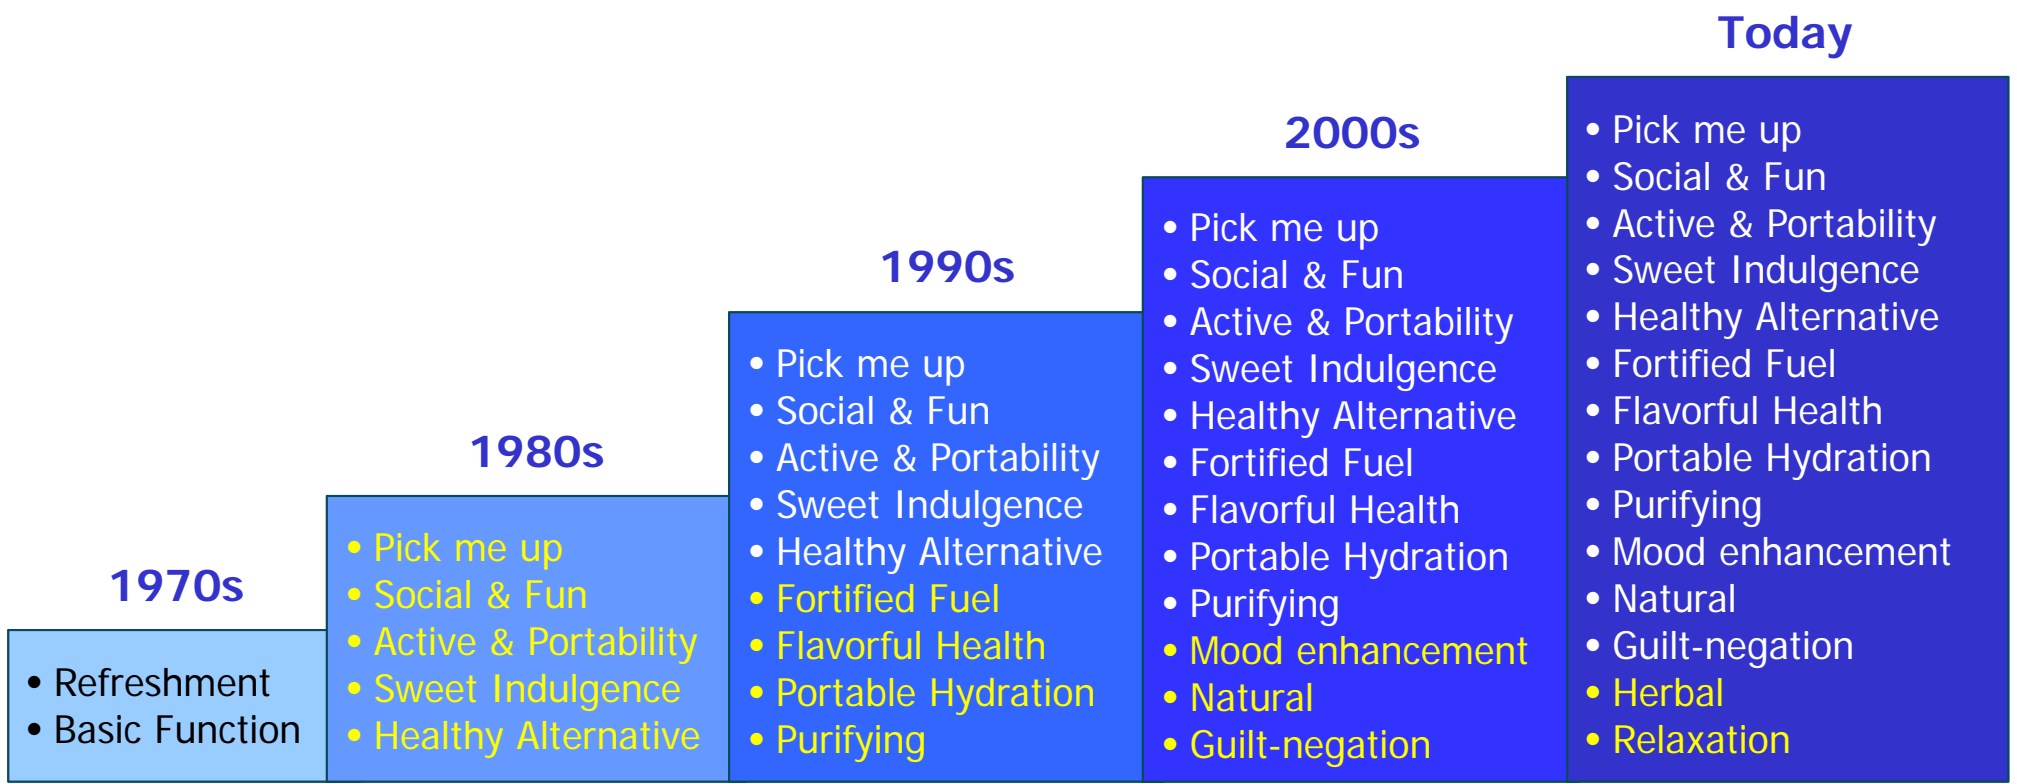 1970s
• Refreshment
• Basic Function
1980s
• Pick me up
• Social & Fun
• Active & Portability
• Sweet Indulgence
• Healthy Alternative
1990s
• Pick me up
• Social & Fun
• Active & Portability
• Sweet Indulgence
• Healthy Alternative
• Fortified Fuel
• Flavorful Health
• Portable Hydration
• Purifying
2000s
• Pick me up
• Social & Fun
• Active & Portability
• Sweet Indulgence
• Healthy Alternative
• Fortified Fuel
• Flavorful Health
• Portable Hydration
• Purifying
• Mood enhancement
• Natural
• Guilt-negation
Today
• Pick me up
• Social & Fun
• Active & Portability
• Sweet Indulgence
• Healthy Alternative
• Fortified Fuel
• Flavorful Health
• Portable Hydration
• Purifying
• Mood enhancement
• Natural
• Guilt-negation
• Herbal
• Relaxation